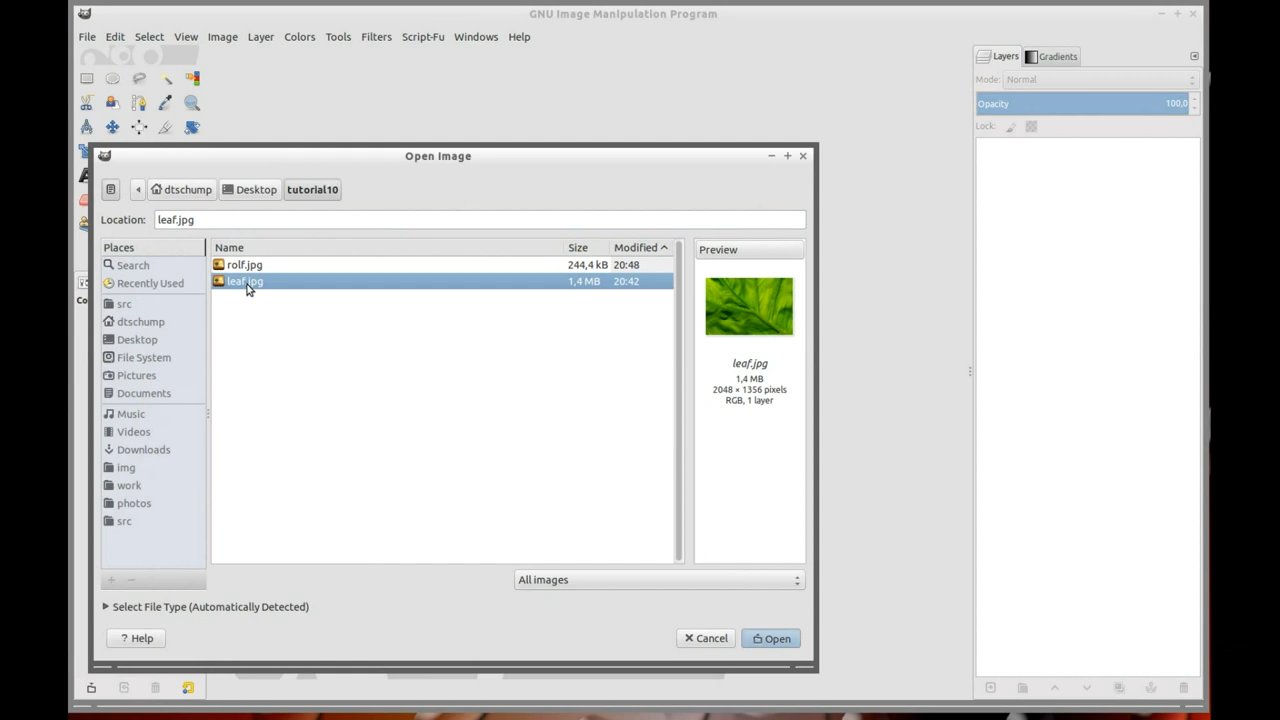 GNU Image Manipulation Program
File Edit Select View Image Layer Colors Tools Filters Script-Fu Windows Help
Layers Gradients
Mode: Normal
Opacity 100,0
Lock:
Open Image
dtschump Desktop tutorial10
Location: leaf.jpg
Places
Search
Recently Used
src
dtschump
Desktop
File System
Pictures
Documents
Music
Videos
Downloads
img
work
photos
src
Name Size Modified
rolf.jpg 244,4 kB 20:48
leaf.jpg 1,4 MB 20:42
Preview
leaf.jpg
1,4 MB
2048 × 1356 pixels
RGB, 1 layer
All images
Select File Type (Automatically Detected)
Help Cancel Open